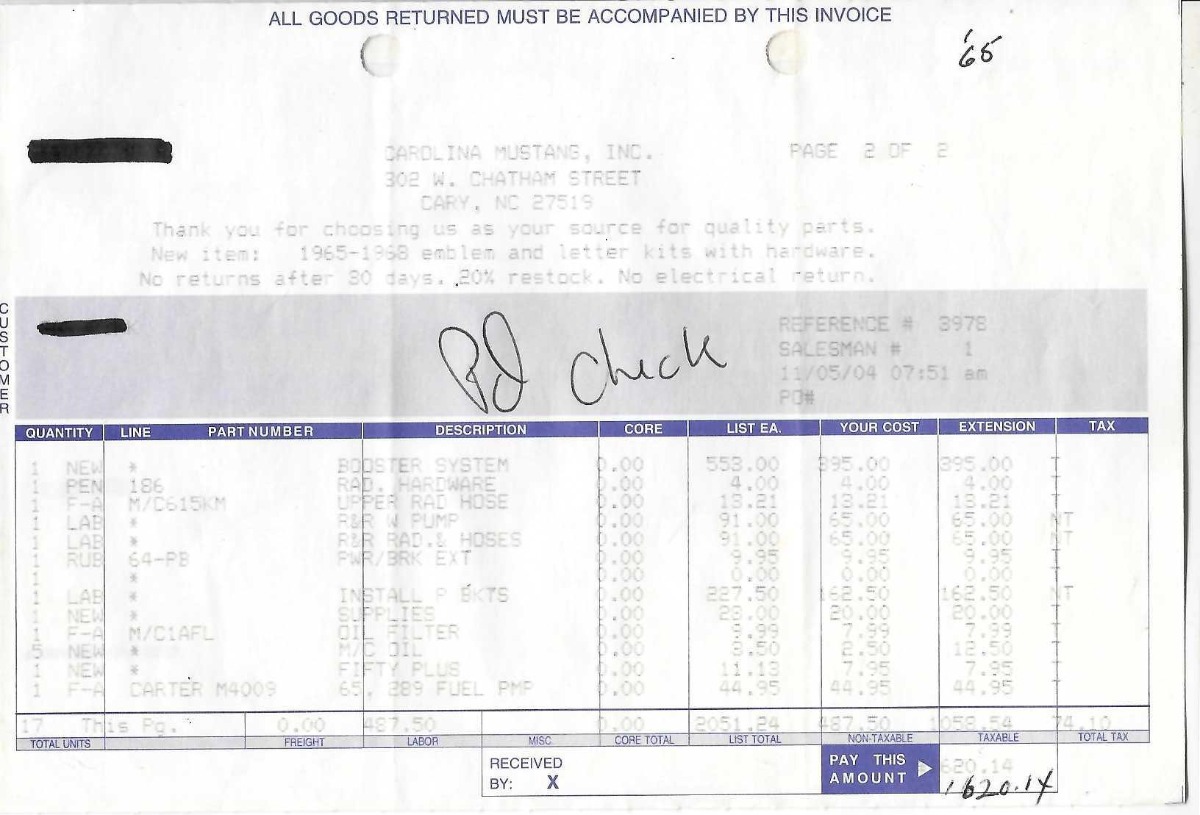 ALL GOODS RETURNED MUST BE ACCOMPANIED BY THIS INVOICE
'65
CAROLINA MUSTANG, INC. PAGE 2 OF 2
302 W. CHATHAM STREET
CARY, NC 27519
Thank you for choosing us as your source for quality parts.
New item: 1965-1968 emblem and letter kits with hardware.
No returns after 30 days. 20% restock. No electrical return.
CUSTOMER
REFERENCE # 3978
SALESMAN # 1
11/05/04 07:51 am
PO#
Pd check
QUANTITY LINE PART NUMBER DESCRIPTION CORE LIST EA. YOUR COST EXTENSION TAX
1 NEW * BOOSTER SYSTEM 0.00 553.00 395.00 395.00 T
1 PEN 186 RAD. HARDWARE 0.00 4.00 4.00 4.00 T
1 F-A M/C615KM UPPER RAD HOSE 0.00 13.21 13.21 13.21 T
1 LAB * R&R W PUMP 0.00 91.00 65.00 65.00 NT
1 LAB * R&R RAD.& HOSES 0.00 91.00 65.00 65.00 NT
1 RUB 64-PB PWR/BRK EXT 0.00 9.95 9.95 9.95 T
1 * 0.00 0.00 0.00 0.00 T
1 LAB * INSTALL P BKTS 0.00 227.50 162.50 162.50 NT
1 NEW * SUPPLIES 0.00 20.00 20.00 T
1 F-A M/C1AFL OIL FILTER 0.00 9.99 7.99 7.99 T
5 NEW * M/C OIL 0.00 3.50 2.50 12.50 T
1 NEW * FIFTY PLUS 0.00 11.13 7.95 7.95 T
1 F-A CARTER M4009 65, 289 FUEL PMP 0.00 44.95 44.95 44.95 T
17 This Pg. 0.00 487.50 0.00 2051.24 487.50 1058.54 74.10
TOTAL UNITS FREIGHT LABOR MISC CORE TOTAL LIST TOTAL NON-TAXABLE TAXABLE TOTAL TAX
RECEIVED
BY: X
PAY THIS
AMOUNT
620.14
1620.14